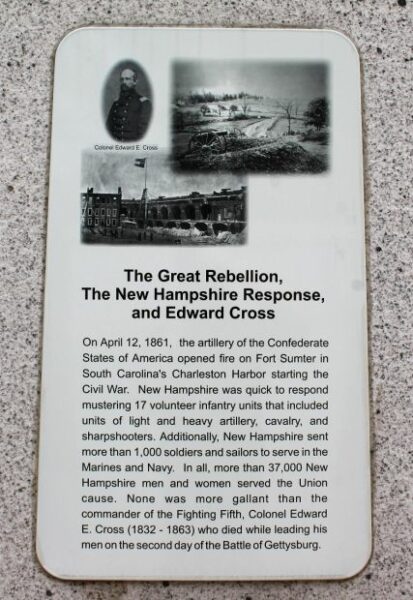 Colonel Edward E. Cross
The Great Rebellion,
The New Hampshire Response,
and Edward Cross
On April 12, 1861, the artillery of the Confederate
States of America opened fire on Fort Sumter in
South Carolina's Charleston Harbor starting the
Civil War. New Hampshire was quick to respond
mustering 17 volunteer infantry units that included
units of light and heavy artillery, cavalry, and
sharpshooters. Additionally, New Hampshire sent
more than 1,000 soldiers and sailors to serve in the
Marines and Navy. In all, more than 37,000 New
Hampshire men and women served the Union
cause. None was more gallant than the
commander of the Fighting Fifth, Colonel Edward
E. Cross (1832 - 1863) who died while leading his
men on the second day of the Battle of Gettysburg.